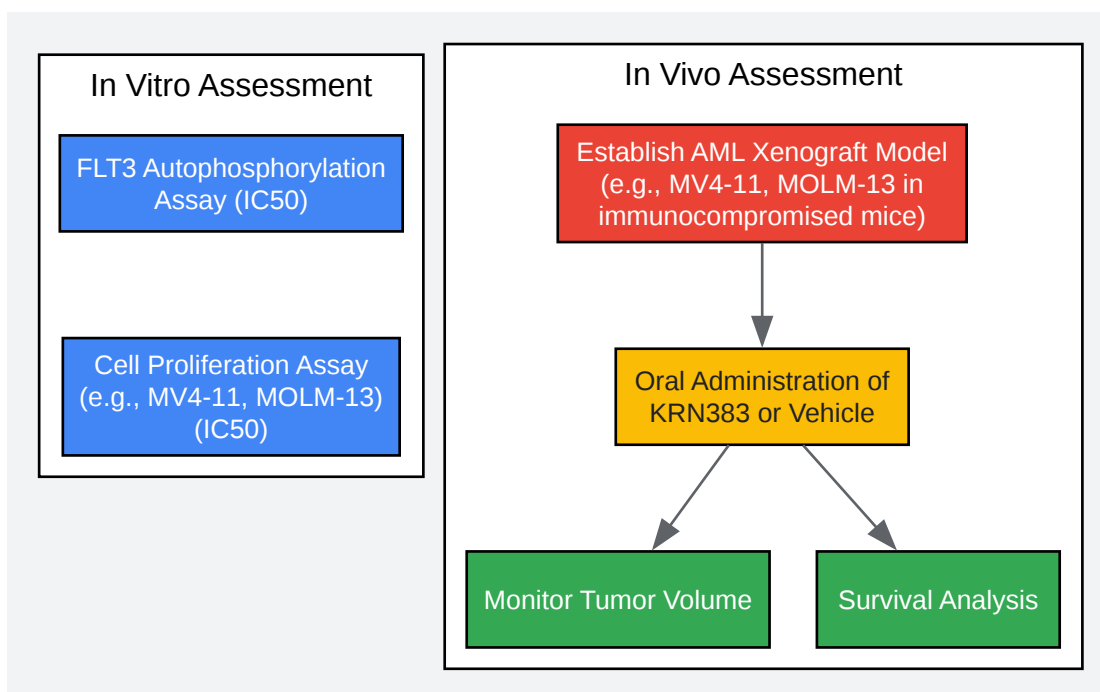 In Vitro Assessment
FLT3 Autophosphorylation
Assay (IC50)
Cell Proliferation Assay
(e.g., MV4-11, MOLM-13)
(IC50)
In Vivo Assessment
Establish AML Xenograft Model
(e.g., MV4-11, MOLM-13 in
immunocompromised mice)
Oral Administration of
KRN383 or Vehicle
Monitor Tumor Volume
Survival Analysis